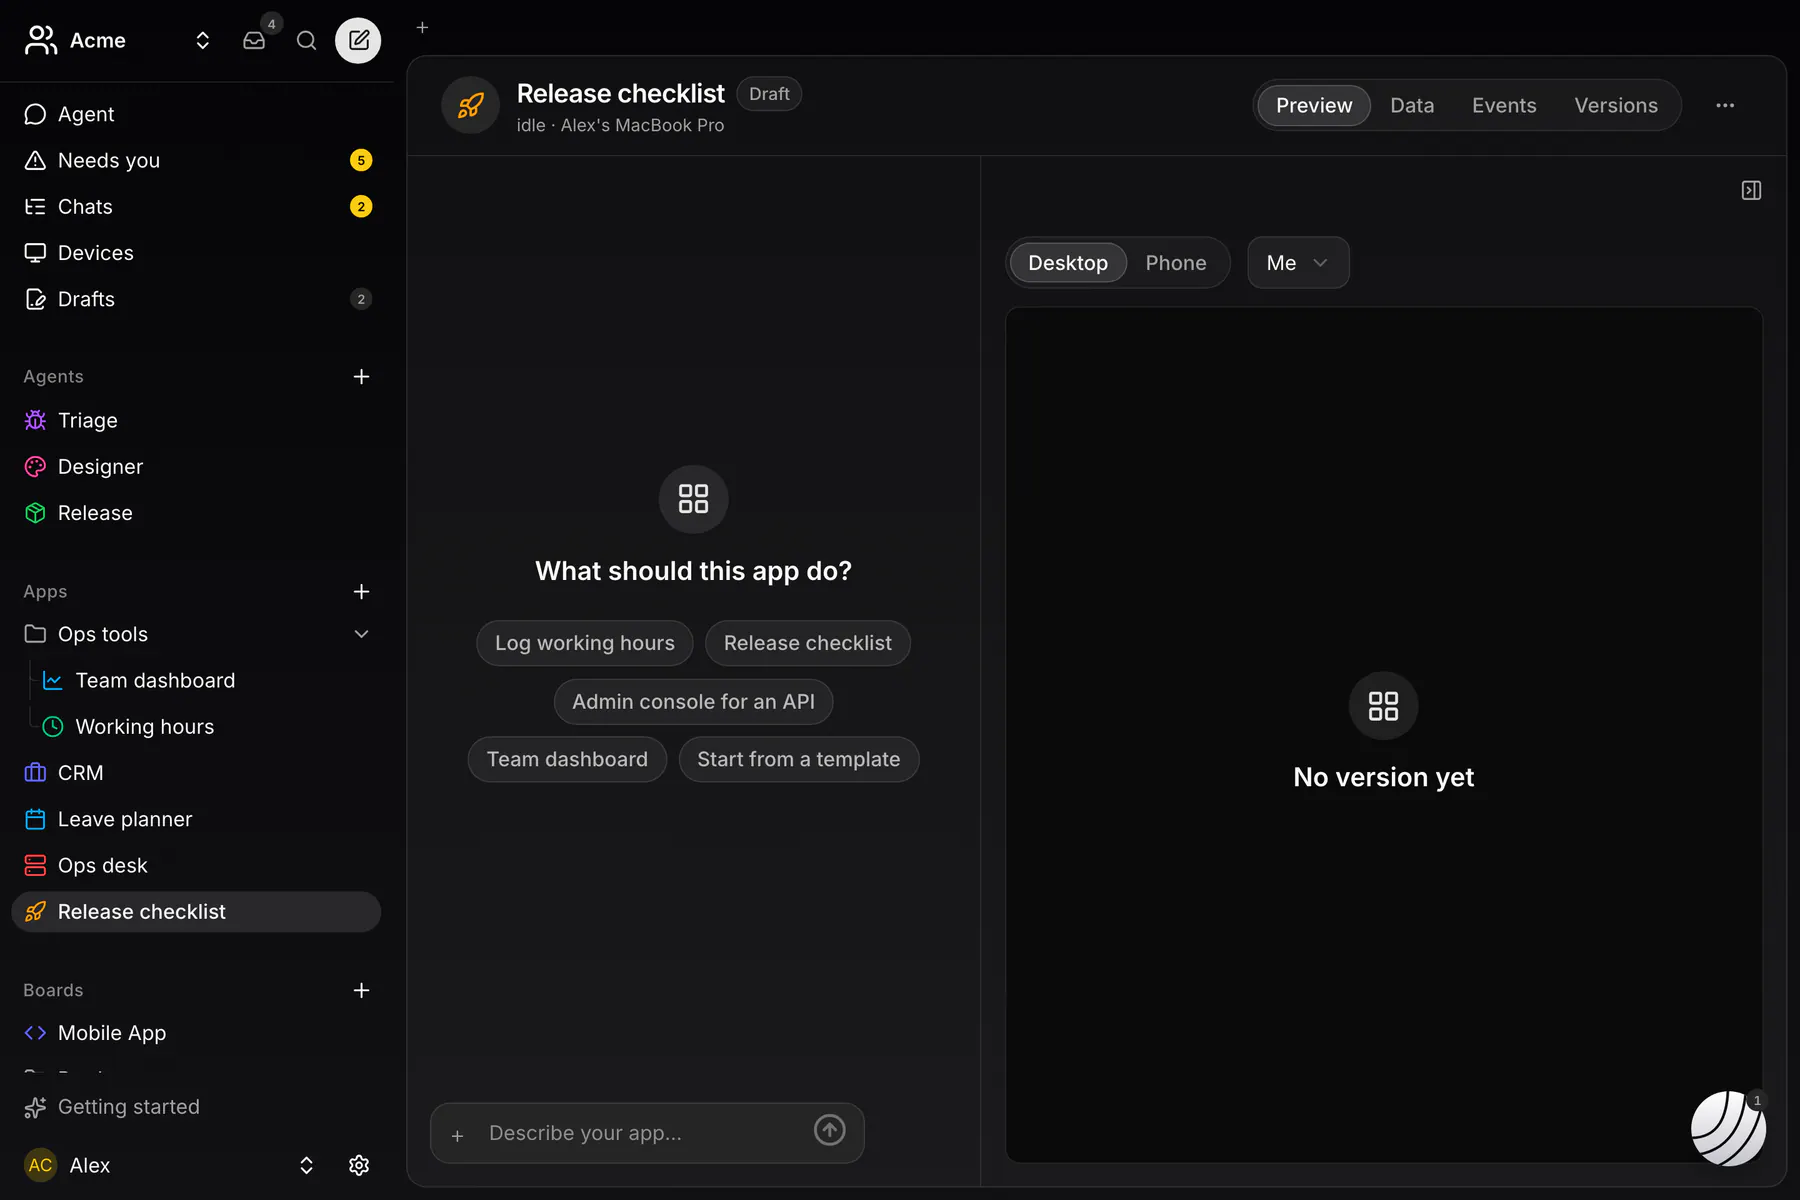 Acme
4
Agent
Needs you
5
Chats
2
Devices
Drafts
2
Agents
Triage
Designer
Release
Apps
Ops tools
Team dashboard
Working hours
CRM
Leave planner
Ops desk
Release checklist
Boards
Mobile App
Getting started
AC
Alex
Release checklist
Draft
idle · Alex's MacBook Pro
Preview
Data
Events
Versions
What should this app do?
Log working hours
Release checklist
Admin console for an API
Team dashboard
Start from a template
Describe your app...
Desktop
Phone
Me
No version yet
1